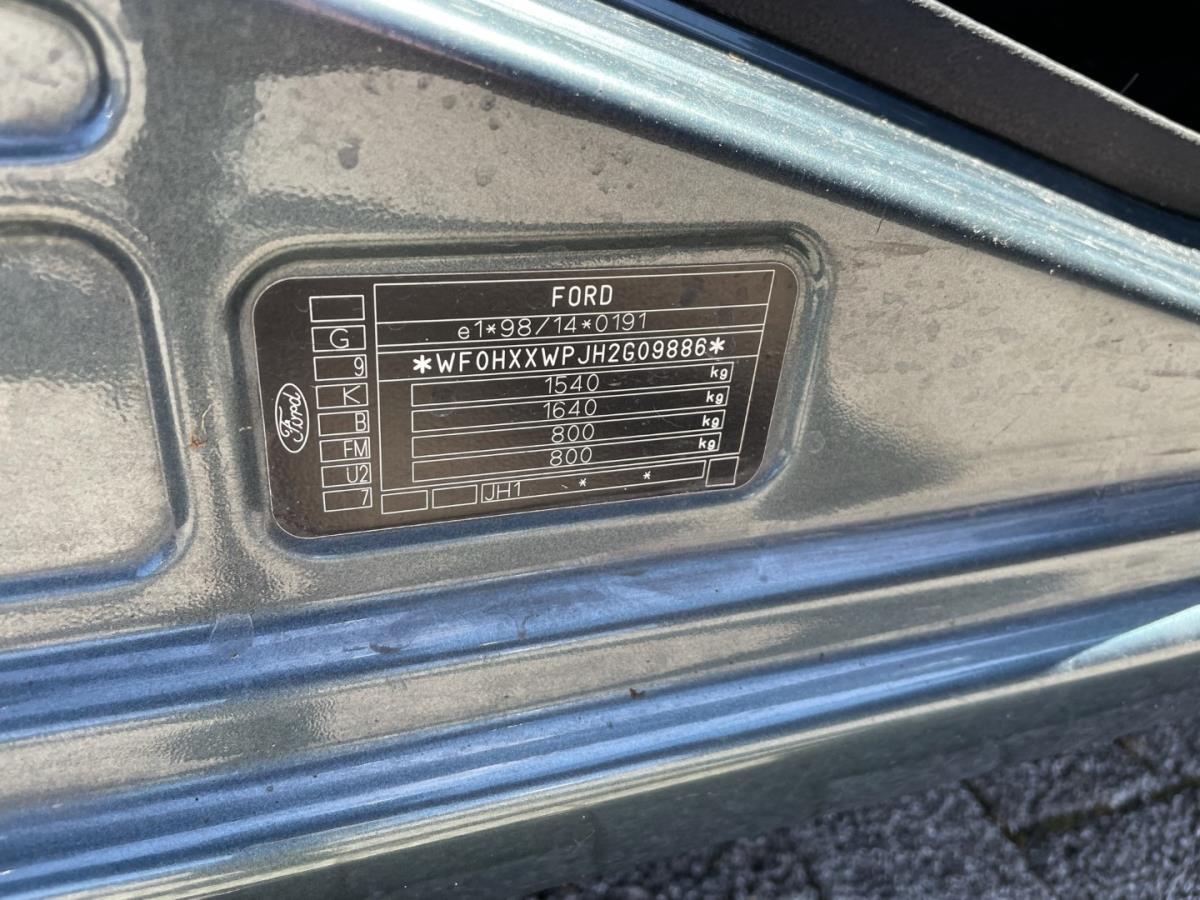 FORD
e1*98/14*0191
*WF0HXXWPJH2G09886*
1540 kg
1640 kg
800 kg
800 kg
JH1 * *
G
9
K
B
FM
U2
7
Ford